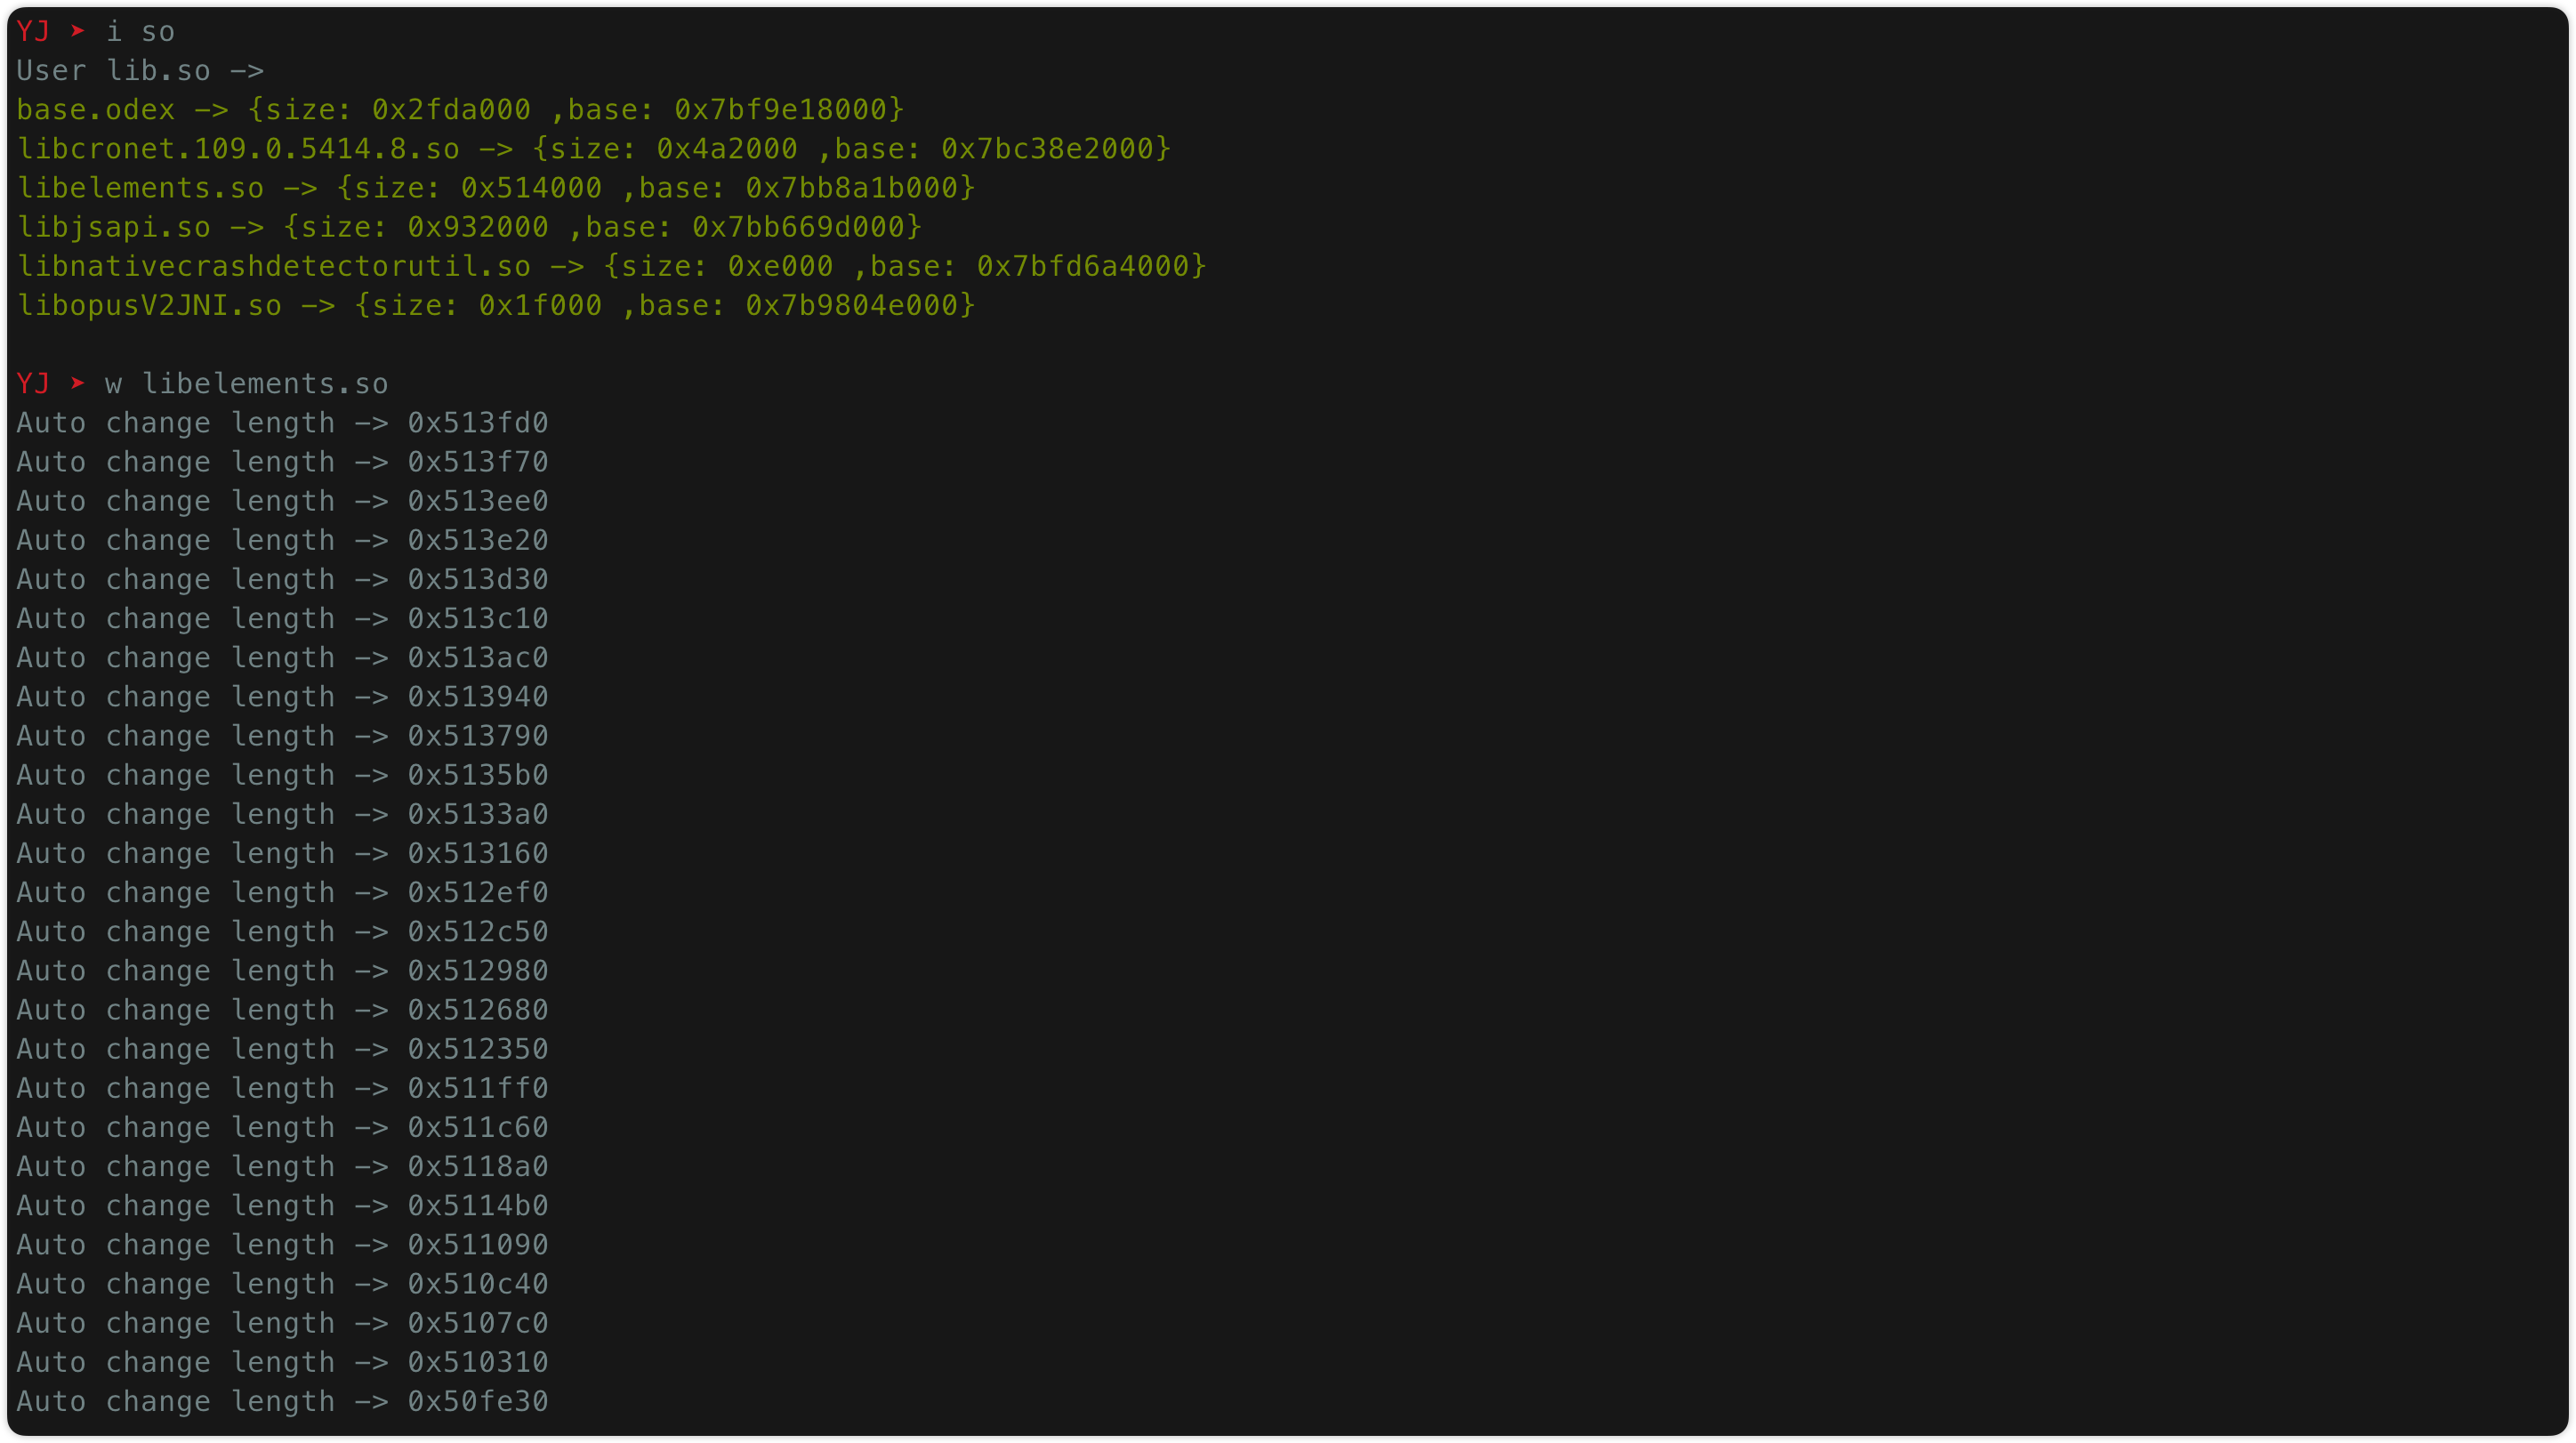 YJ ➤ i so
User lib.so ->
base.odex -> {size: 0x2fda000 ,base: 0x7bf9e18000}
libcronet.109.0.5414.8.so -> {size: 0x4a2000 ,base: 0x7bc38e2000}
libelements.so -> {size: 0x514000 ,base: 0x7bb8a1b000}
libjsapi.so -> {size: 0x932000 ,base: 0x7bb669d000}
libnativecrashdetectorutil.so -> {size: 0xe000 ,base: 0x7bfd6a4000}
libopusV2JNI.so -> {size: 0x1f000 ,base: 0x7b9804e000}
YJ ➤ w libelements.so
Auto change length -> 0x513fd0
Auto change length -> 0x513f70
Auto change length -> 0x513ee0
Auto change length -> 0x513e20
Auto change length -> 0x513d30
Auto change length -> 0x513c10
Auto change length -> 0x513ac0
Auto change length -> 0x513940
Auto change length -> 0x513790
Auto change length -> 0x5135b0
Auto change length -> 0x5133a0
Auto change length -> 0x513160
Auto change length -> 0x512ef0
Auto change length -> 0x512c50
Auto change length -> 0x512980
Auto change length -> 0x512680
Auto change length -> 0x512350
Auto change length -> 0x511ff0
Auto change length -> 0x511c60
Auto change length -> 0x5118a0
Auto change length -> 0x5114b0
Auto change length -> 0x511090
Auto change length -> 0x510c40
Auto change length -> 0x5107c0
Auto change length -> 0x510310
Auto change length -> 0x50fe30